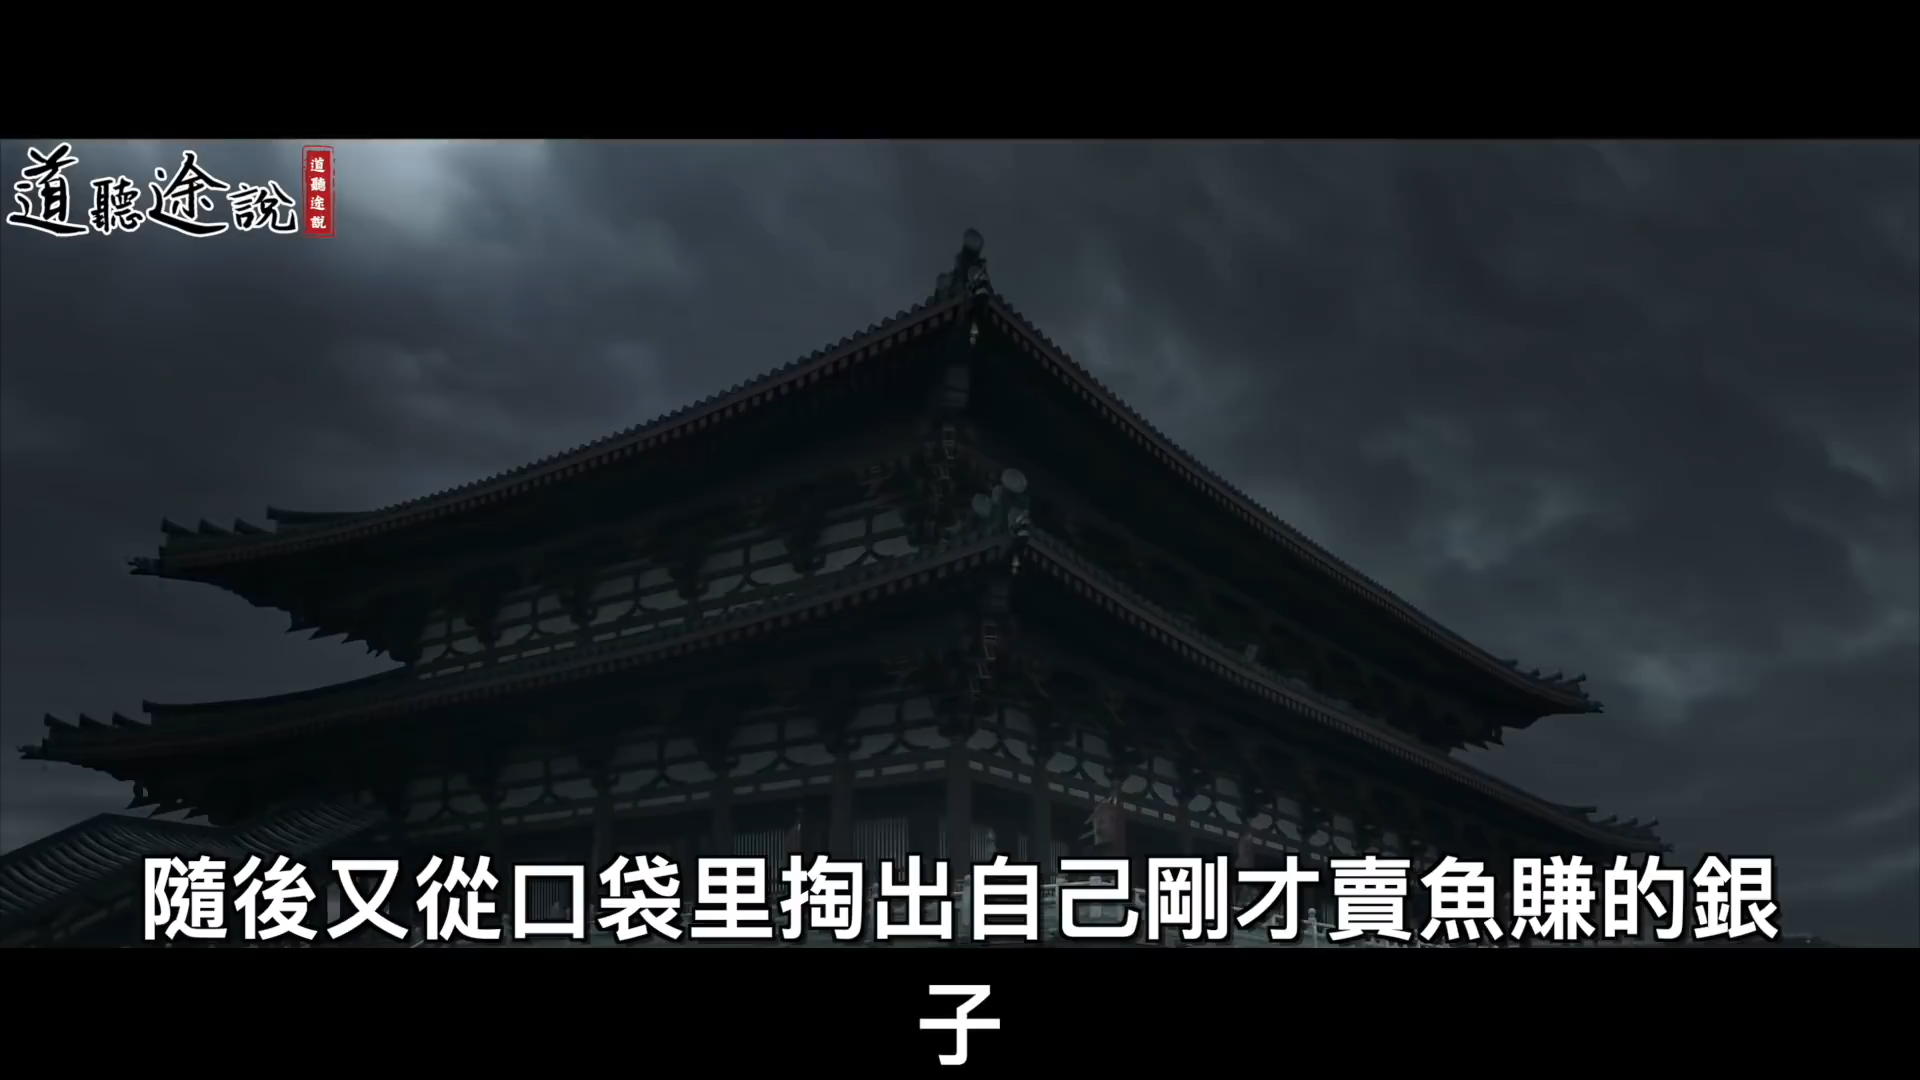 道聽途說
道聽途說
隨後又從口袋里掏出自己剛才賣魚賺的銀
子